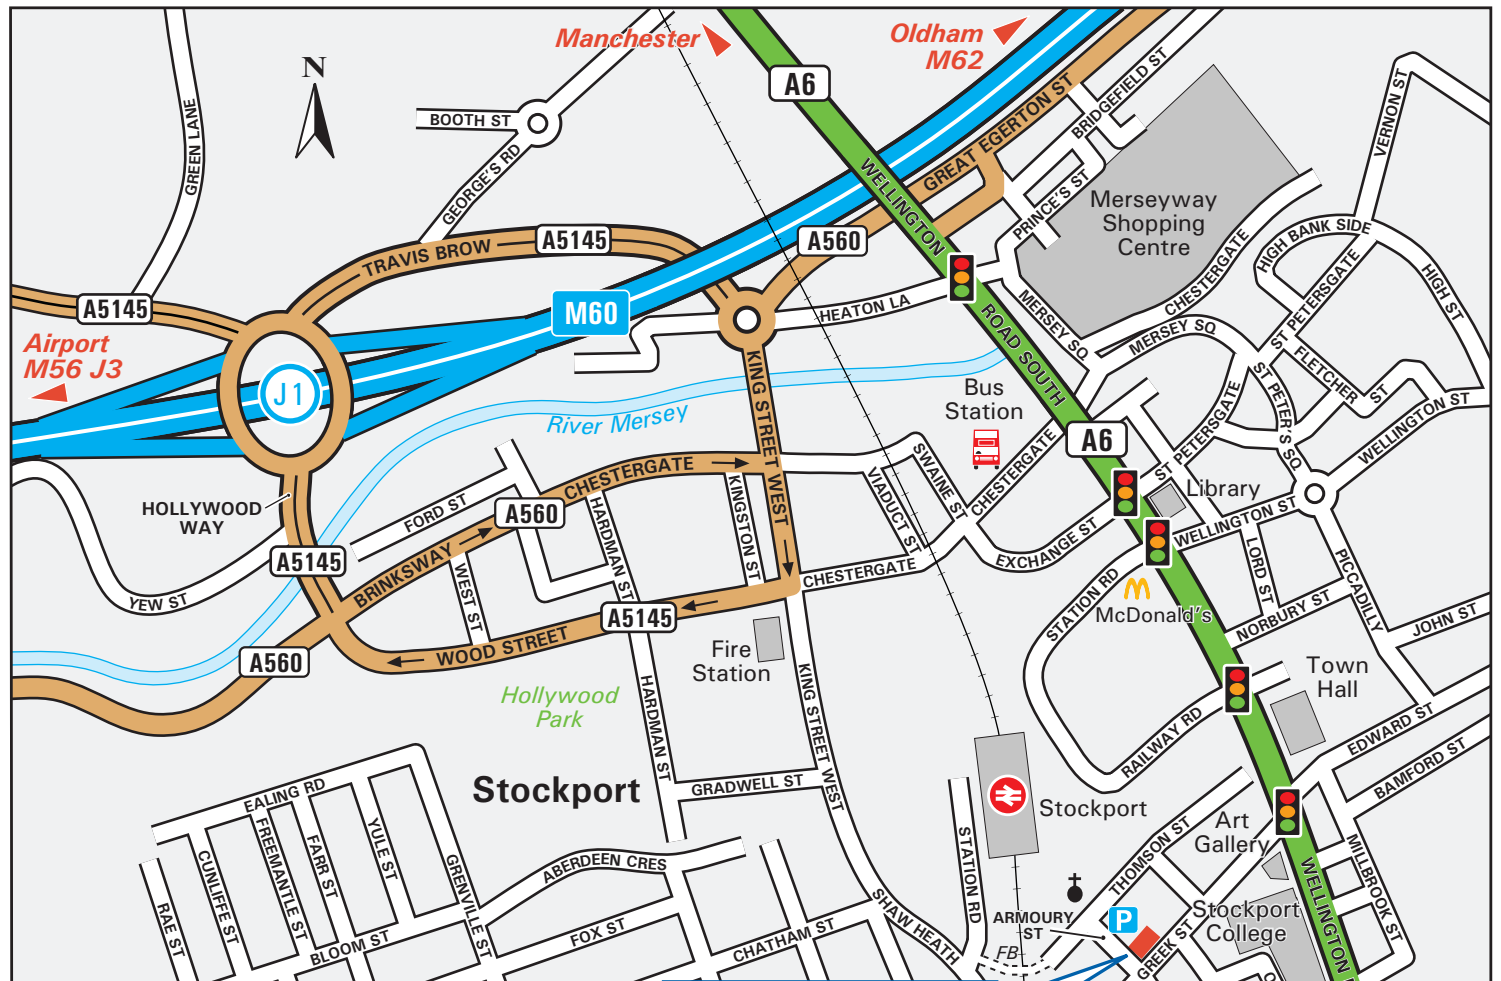 Manchester
Oldham
M62
N
A6
GREEN LANE
BOOTH ST
GEORGE'S RD
GREAT EGERTON ST
BRIDGEFIELD ST
VERNON ST
WELLINGTON
PRINCE'S ST
Merseyway
Shopping
Centre
TRAVIS BROW
A5145
A560
A5145
M60
HEATON LA
MERSEY SQ
CHESTERGATE
HIGH BANK SIDE
HIGH ST
ST PETERSGATE
MERSEY SQ
Airport
M56 J3
J1
ROAD SOUTH
KING STREET WEST
River Mersey
Bus
Station
FLETCHER ST
ST PETER'S SQ
WELLINGTON ST
A6
ST PETERSGATE
HOLLYWOOD
WAY
FORD ST
CHESTERGATE
A560
SWAINE ST
CHESTERGATE
VIADUCT ST
KINGSTON ST
HARDMAN ST
Library
WELLINGTON ST
EXCHANGE ST
LORD ST
PICCADILLY
A5145
BRINKSWAY
WEST ST
YEW ST
CHESTERGATE
STATION RD
McDonald's
NORBURY ST
JOHN ST
A5145
WOOD STREET
A560
Fire
Station
Hollywood
Park
HARDMAN ST
KING STREET WEST
Town
Hall
RAILWAY RD
EDWARD ST
BAMFORD ST
Stockport
GRADWELL ST
Stockport
EALING RD
CUNLIFFE ST
FREEMANTLE ST
FARR ST
YULE ST
GRENVILLE ST
RAE ST
BLOOM ST
ABERDEEN CRES
FOX ST
CHATHAM ST
SHAW HEATH
STATION RD
Art
Gallery
THOMSON ST
MILLBROOK ST
WELLINGTON
ARMOURY
ST
P
Stockport
College
GREEK ST
FB